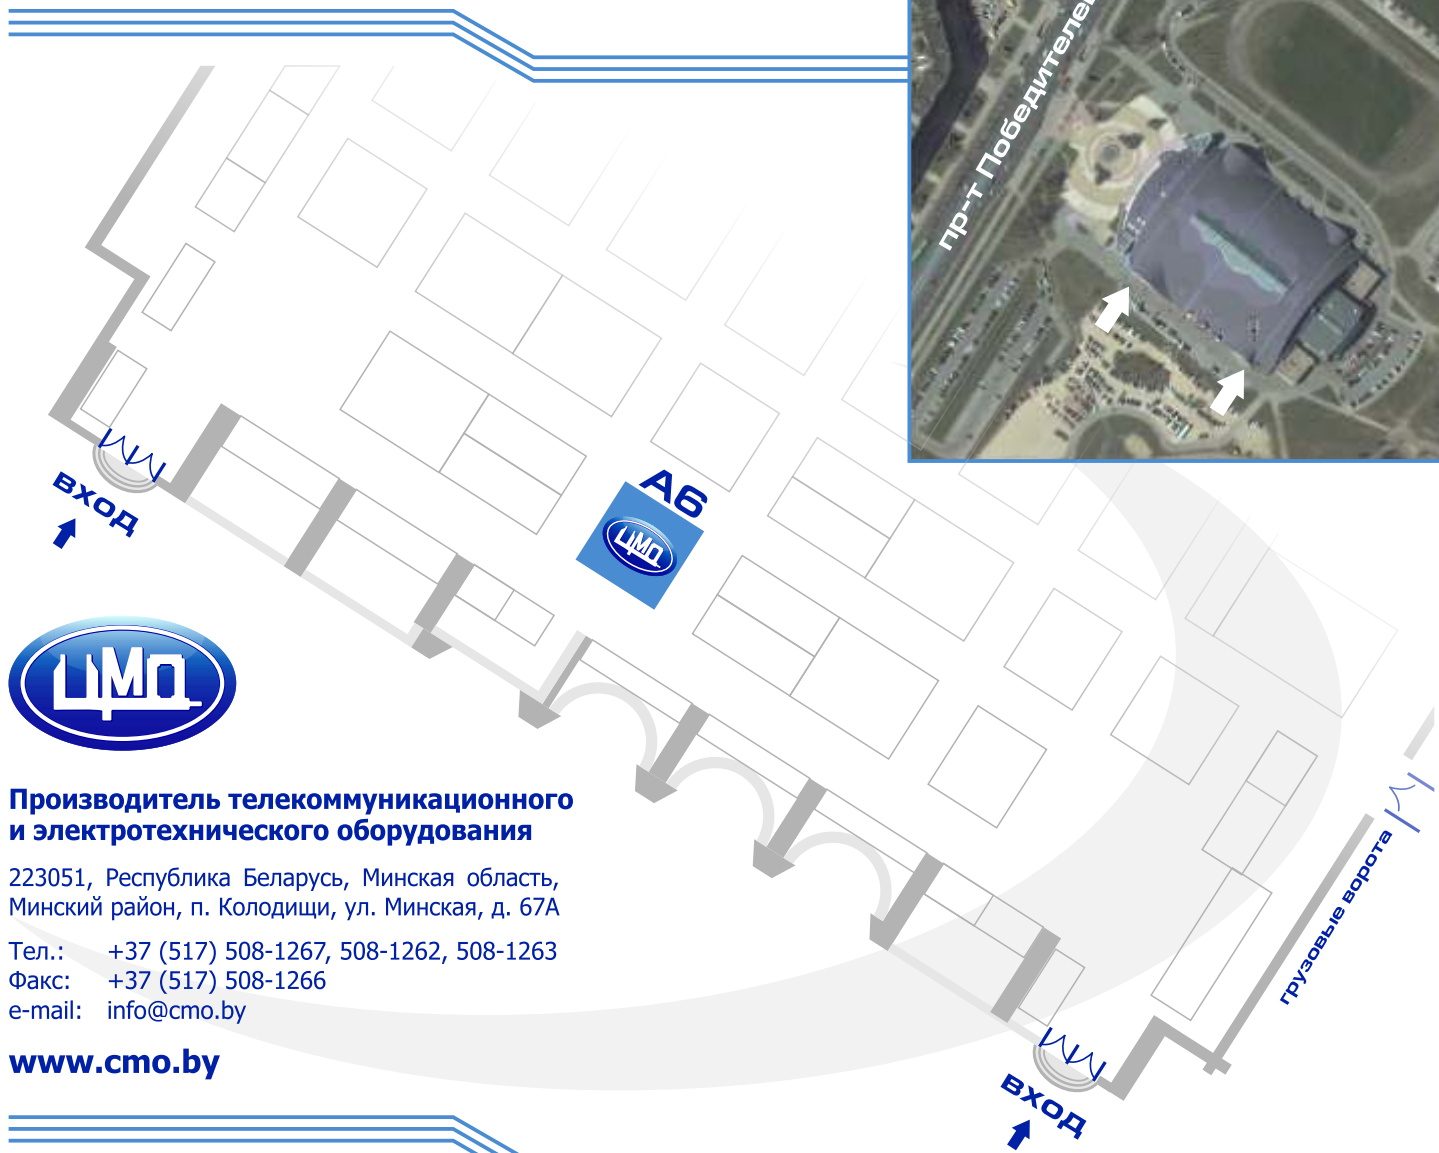 пр-т Победителей
А6
ЦМО
вход
ЦМО
Производитель телекоммуникационного
и электротехнического оборудования
223051, Республика Беларусь, Минская область,
Минский район, п. Колодищи, ул. Минская, д. 67А
Тел.: +37 (517) 508-1267, 508-1262, 508-1263
Факс: +37 (517) 508-1266
e-mail: info@cmo.by
www.cmo.by
грузовые ворота
вход